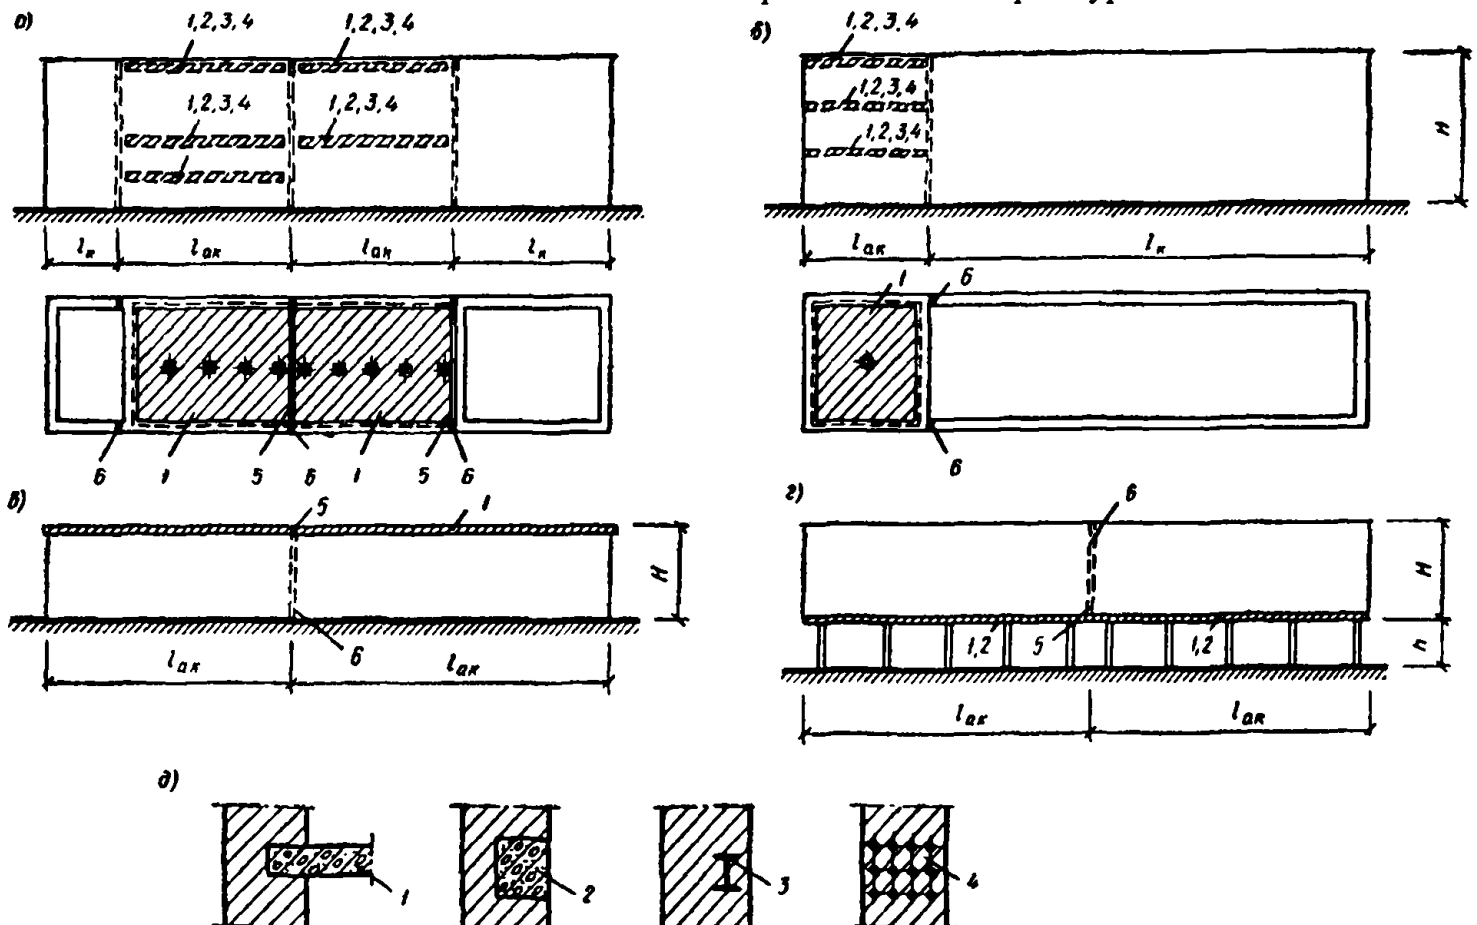 а)
1,2,3,4 1,2,3,4
1,2,3,4 1,2,3,4
lк lак lак lк
6 1 5 6 1 5 6
б)
1,2,3,4
1,2,3,4
1,2,3,4
H
lак lк
1 6
6
в)
5 1
H
6
lак lак
г)
6
H
1,2 5 1,2
h
lак lак
д)
1 2 3 4